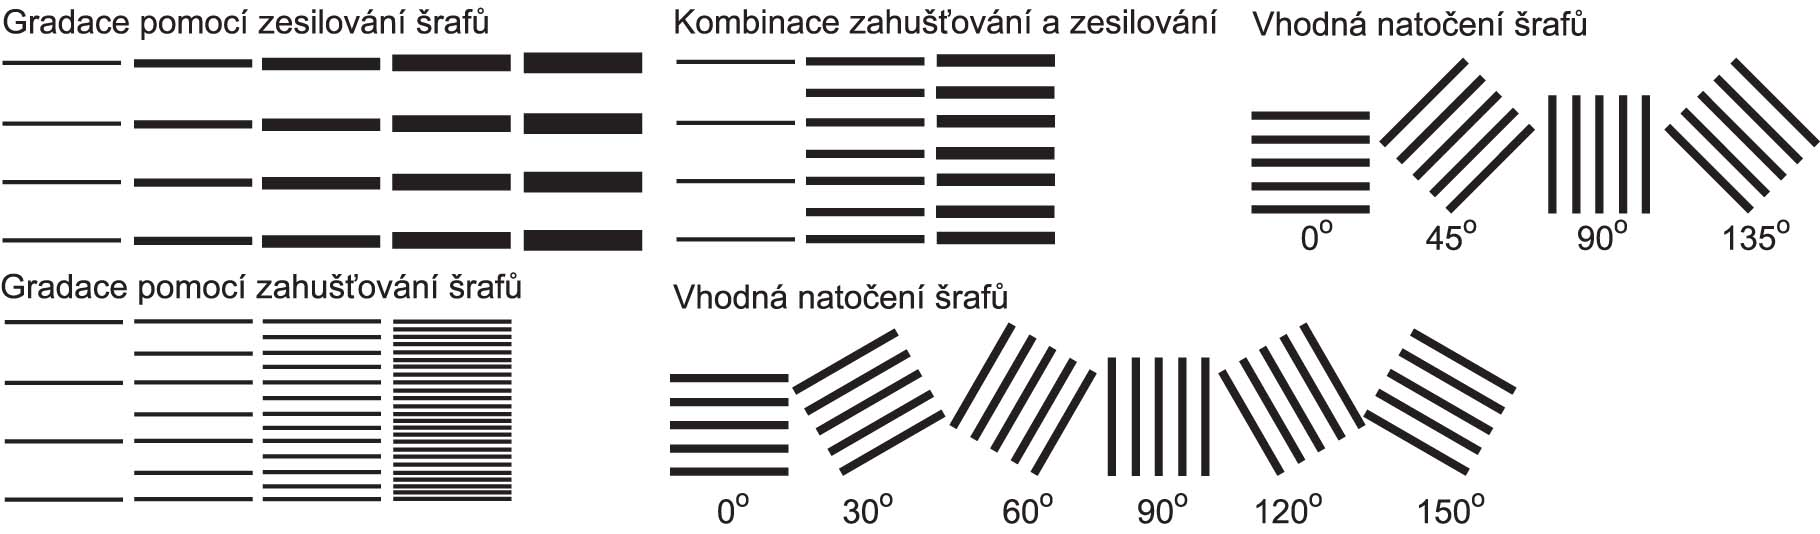 Gradace pomocí zesilování šrafů
Kombinace zahušťování a zesilování
Vhodná natočení šrafů
0º 45º 90º 135º
Gradace pomocí zahušťování šrafů
Vhodná natočení šrafů
0º 30º 60º 90º 120º 150º